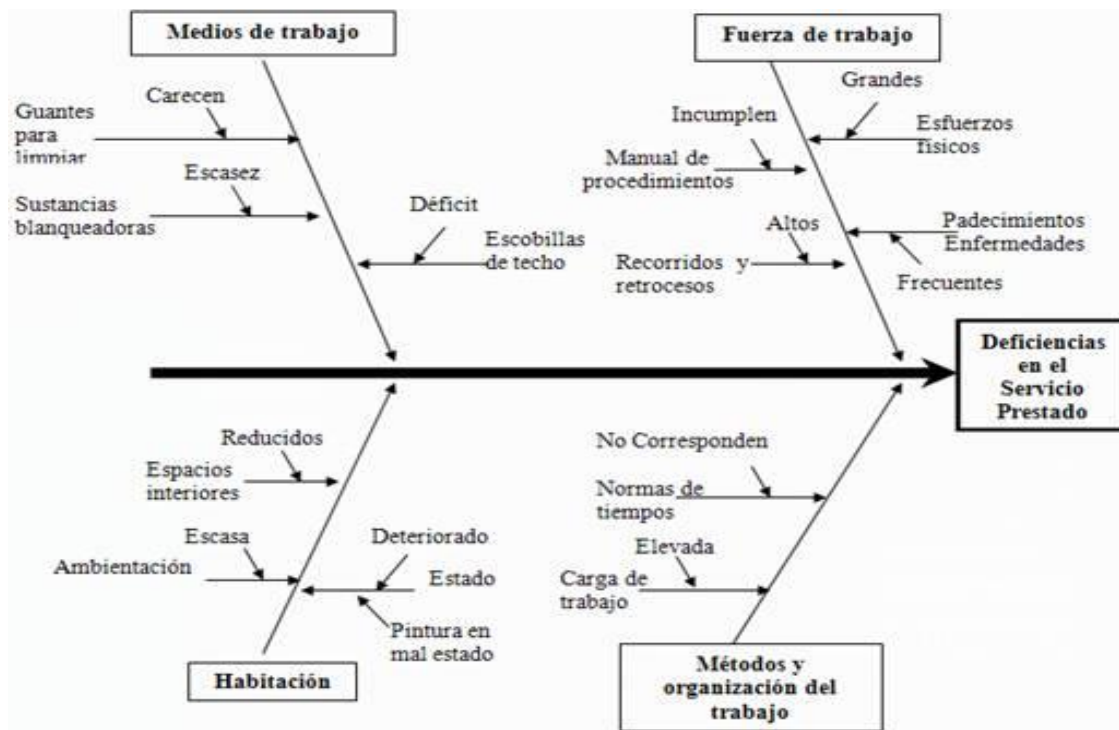 Medios de trabajo
Fuerza de trabajo
Carecen
Guantes
para
limpiar
Escasez
Sustancias
blanqueadoras
Déficit
Escobillas
de techo
Grandes
Incumplen
Esfuerzos
físicos
Manual de
procedimientos
Altos
Padecimientos
Enfermedades
Recorridos y
retrocesos
Frecuentes
Deficiencias
en el
Servicio
Prestado
Reducidos
Espacios
interiores
Escasa
Ambientación
Deteriorado
Estado
Pintura en
mal estado
Habitación
No Corresponden
Normas de
tiempos
Elevada
Carga de
trabajo
Métodos y
organización del
trabajo